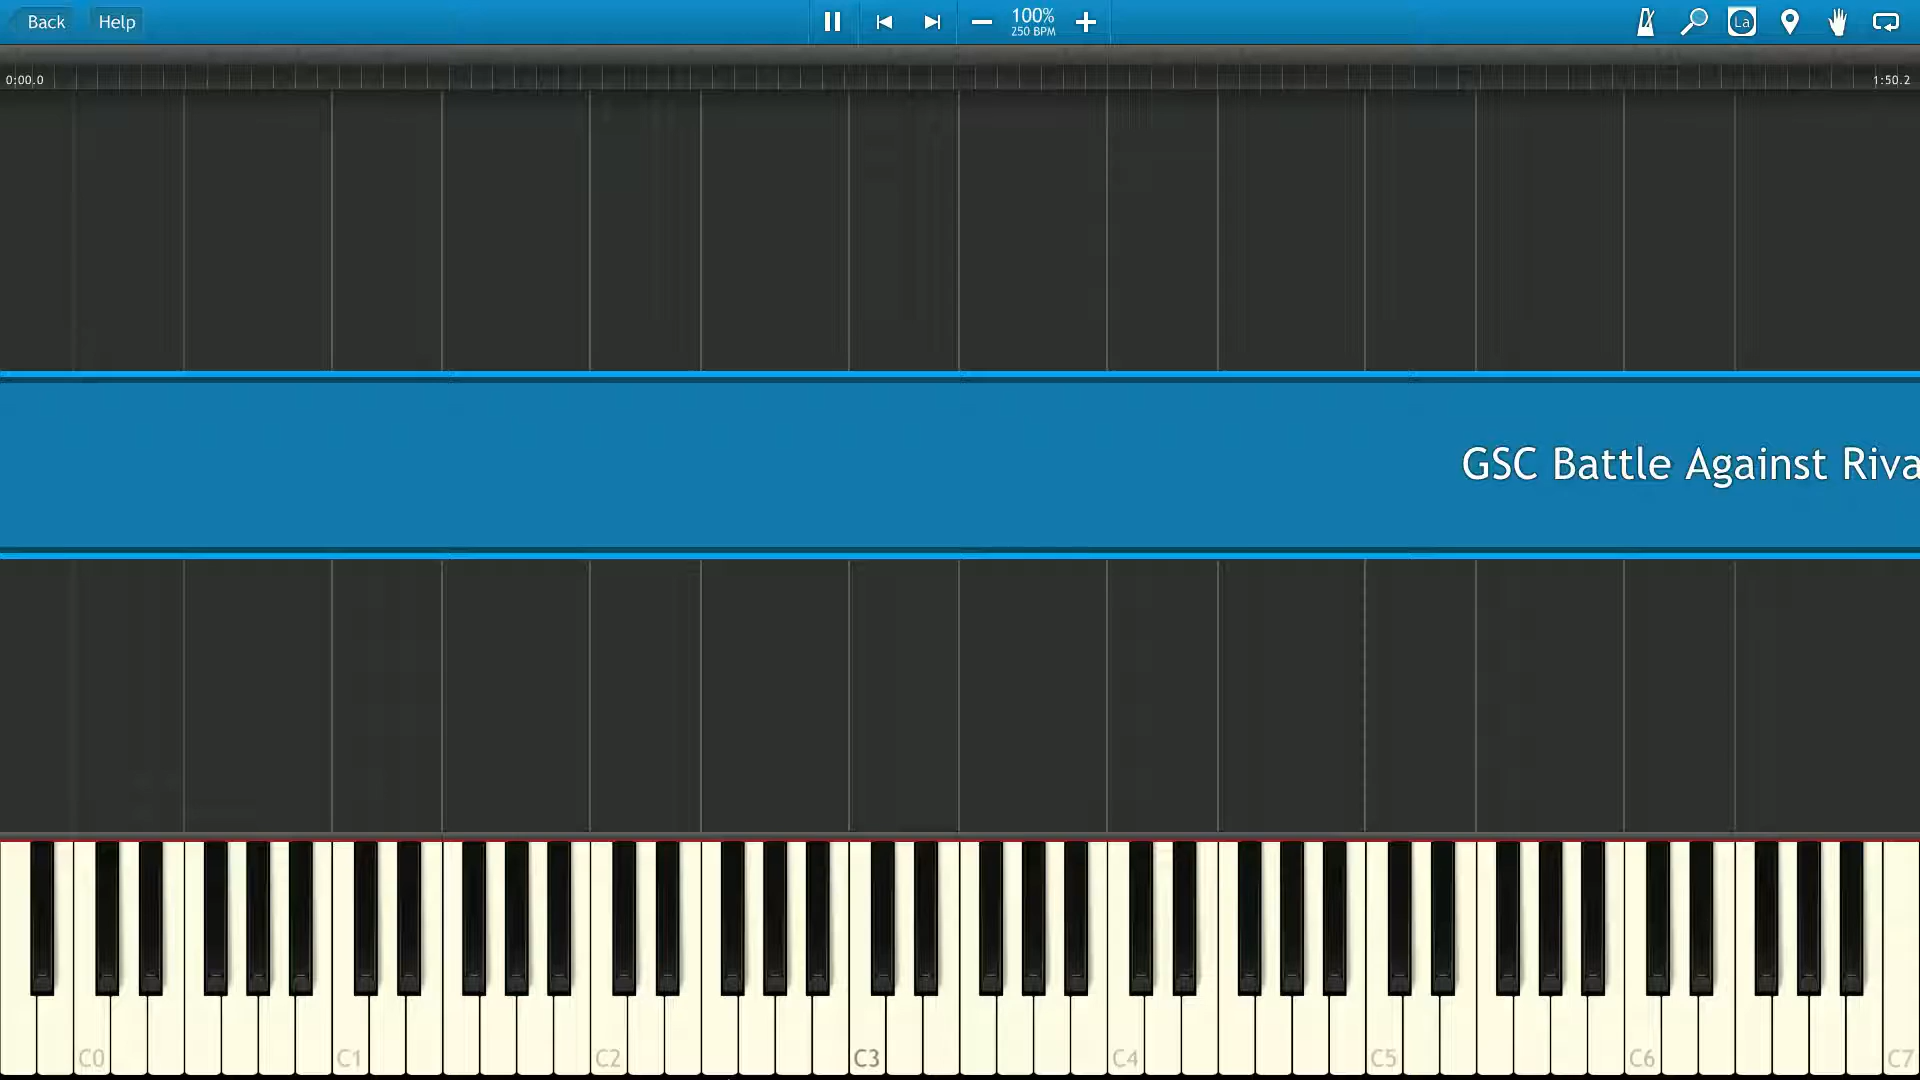 Back
Help
100%
250 BPM
La
0:00.0
1:50.2
GSC Battle Against Riva
C0
C1
C2
C3
C4
C5
C6
C7